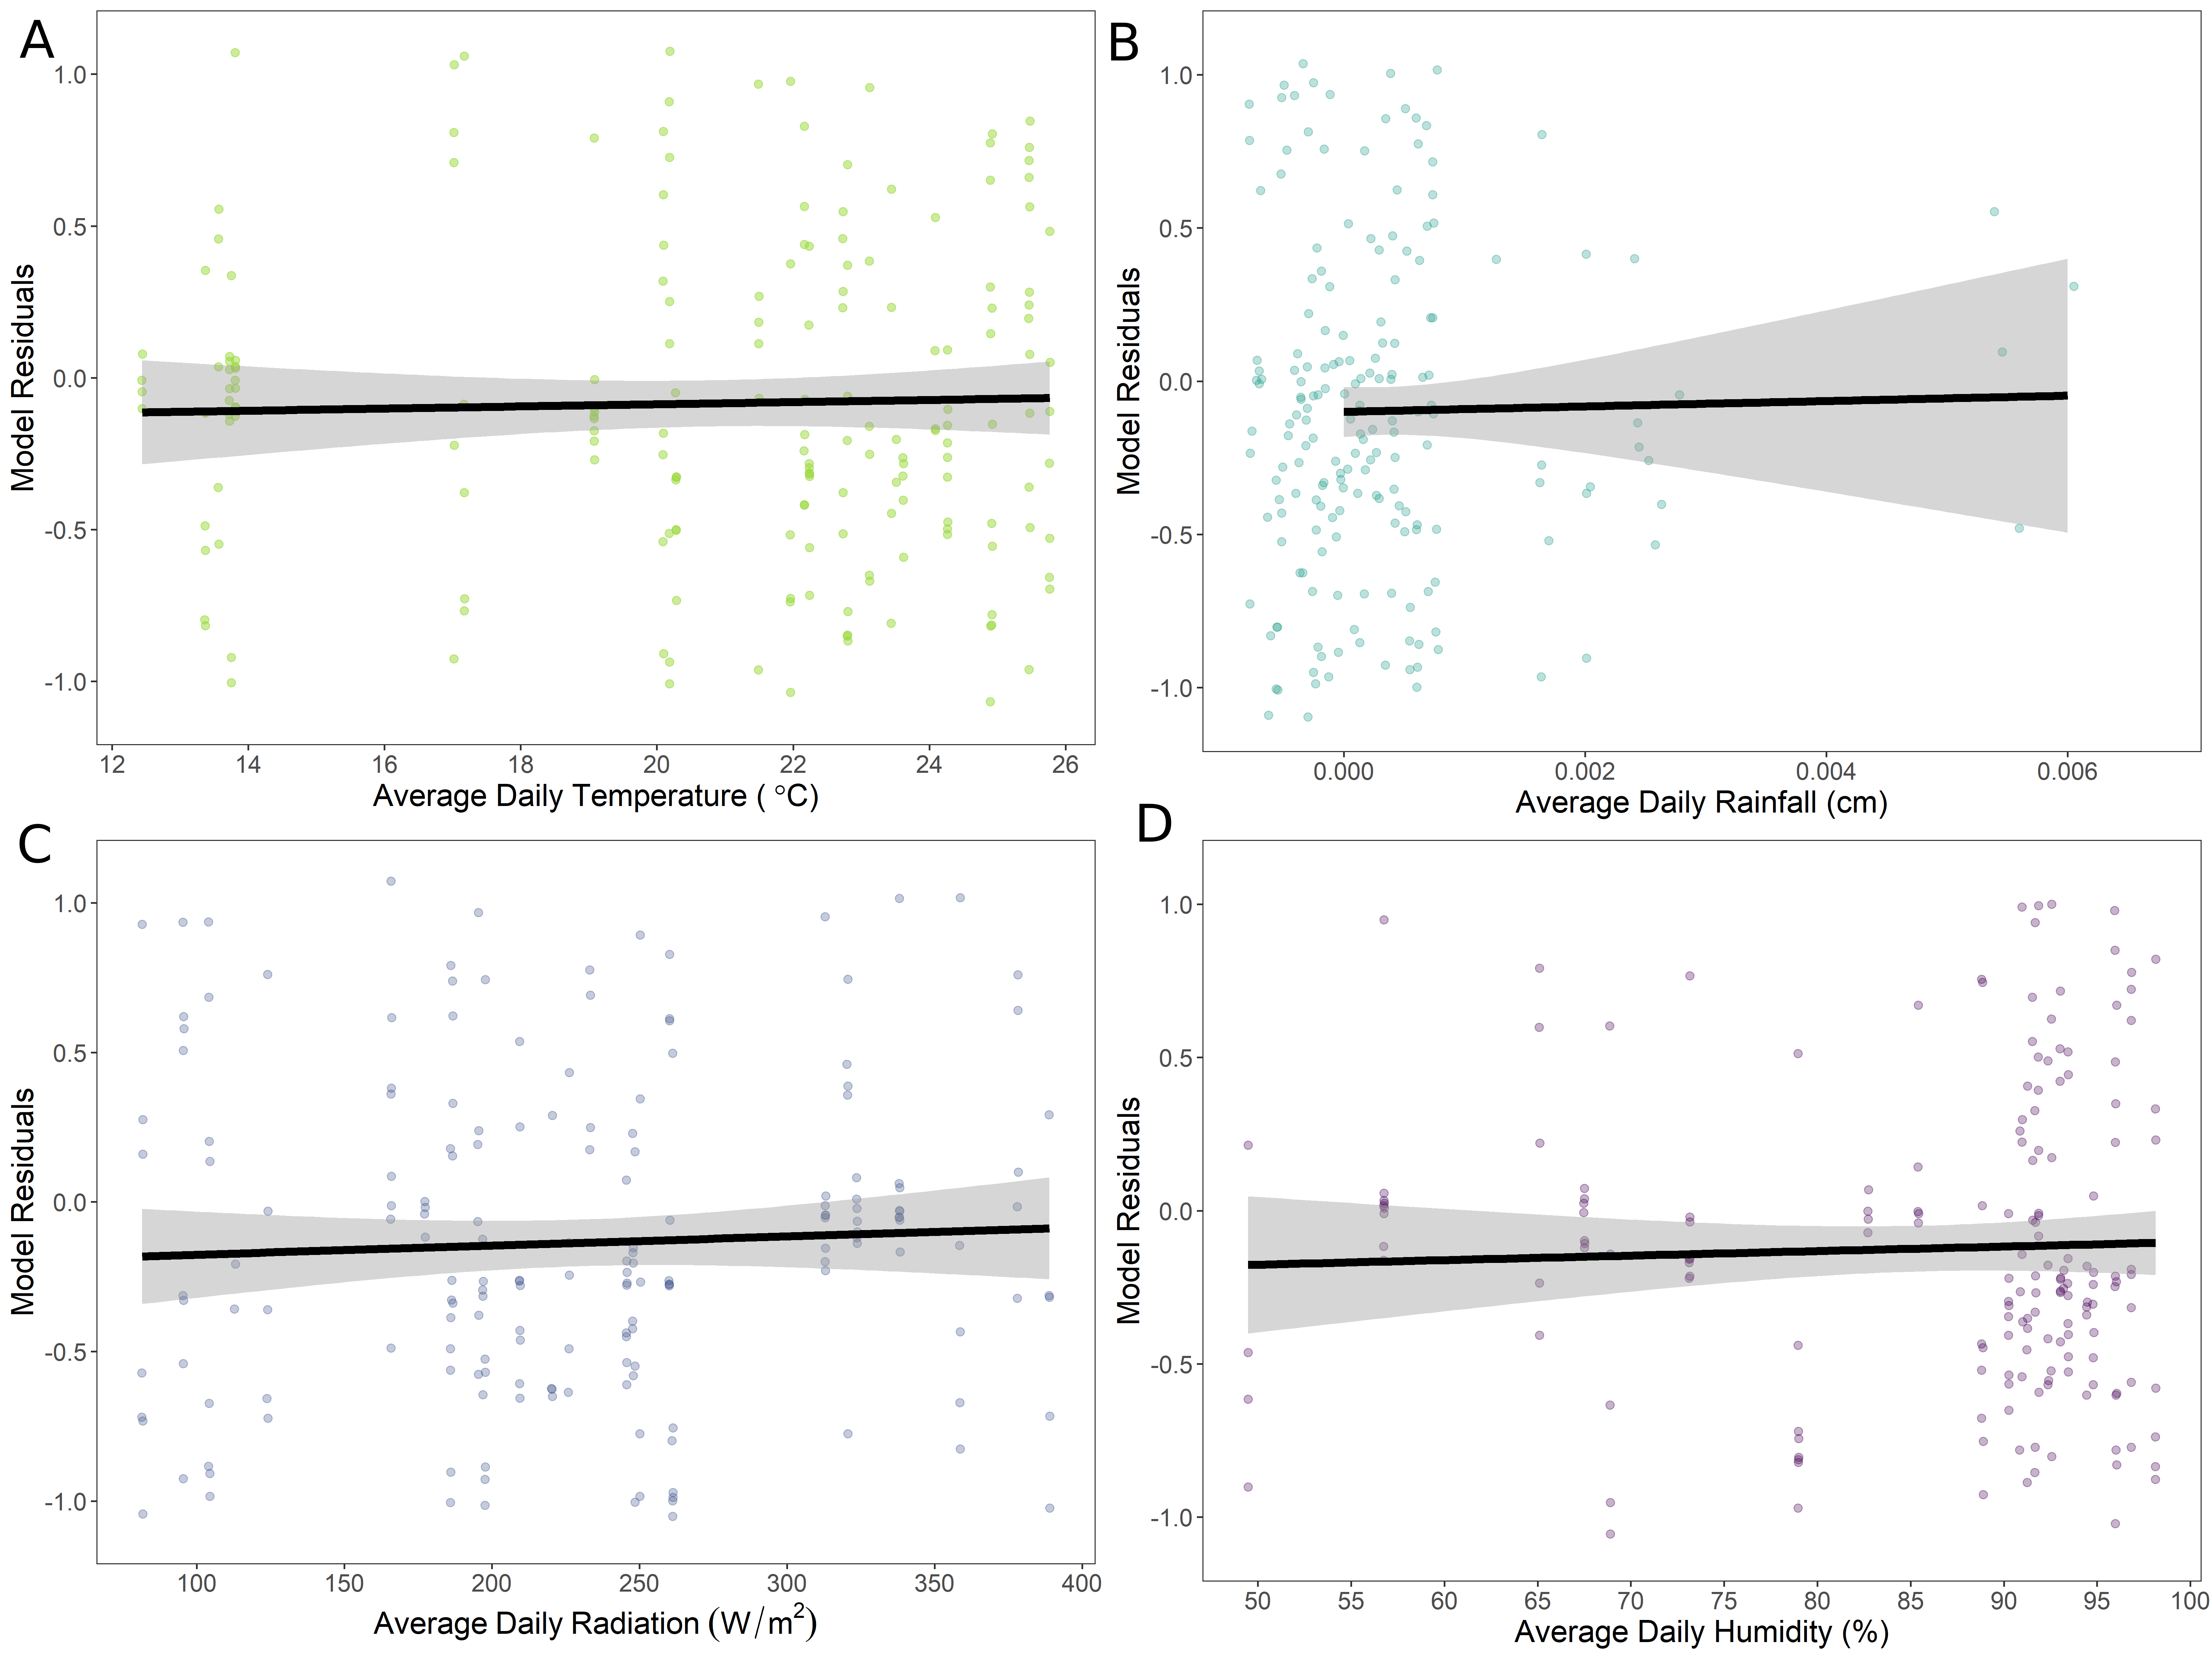 A
1.0
0.5
0.0
-0.5
-1.0
Model Residuals
12 14 16 18 20 22 24 26
Average Daily Temperature ( °C)
B
1.0
0.5
0.0
-0.5
-1.0
Model Residuals
0.000 0.002 0.004 0.006
Average Daily Rainfall (cm)
C
1.0
0.5
0.0
-0.5
-1.0
Model Residuals
100 150 200 250 300 350 400
Average Daily Radiation (W/m²)
D
1.0
0.5
0.0
-0.5
-1.0
Model Residuals
50 55 60 65 70 75 80 85 90 95 100
Average Daily Humidity (%)